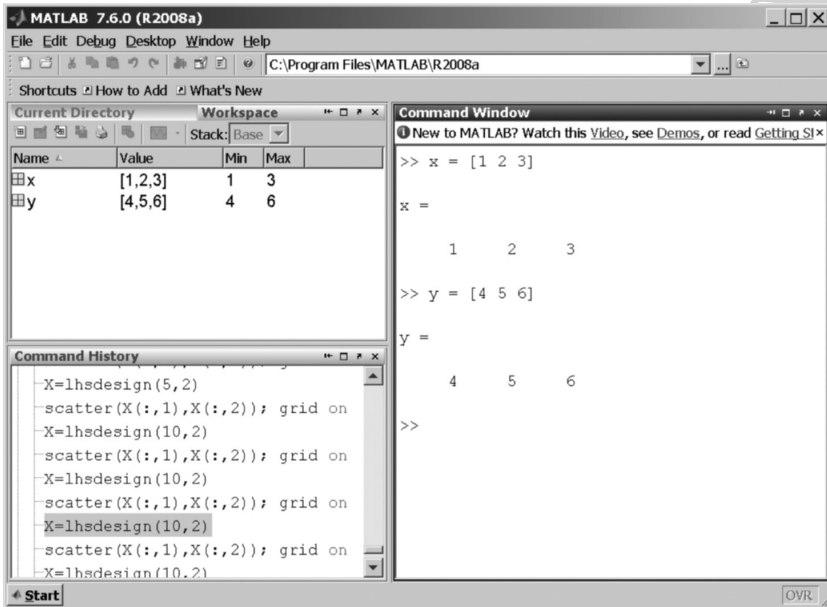 MATLAB 7.6.0 (R2008a)
File Edit Debug Desktop Window Help
C:\Program Files\MATLAB\R2008a
Shortcuts How to Add What's New
Current Directory Workspace
Stack: Base
Name Value Min Max
x [1,2,3] 1 3
y [4,5,6] 4 6
Command History
X=lhsdesign(5,2)
scatter(X(:,1),X(:,2)); grid on
X=lhsdesign(10,2)
scatter(X(:,1),X(:,2)); grid on
X=lhsdesign(10,2)
scatter(X(:,1),X(:,2)); grid on
X=lhsdesign(10,2)
scatter(X(:,1),X(:,2)); grid on
X=lhsdesign(10,2)
Command Window
New to MATLAB? Watch this Video, see Demos, or read Getting
>> x = [1 2 3]
x =
1 2 3
>> y = [4 5 6]
y =
4 5 6
>>
Start
OVR